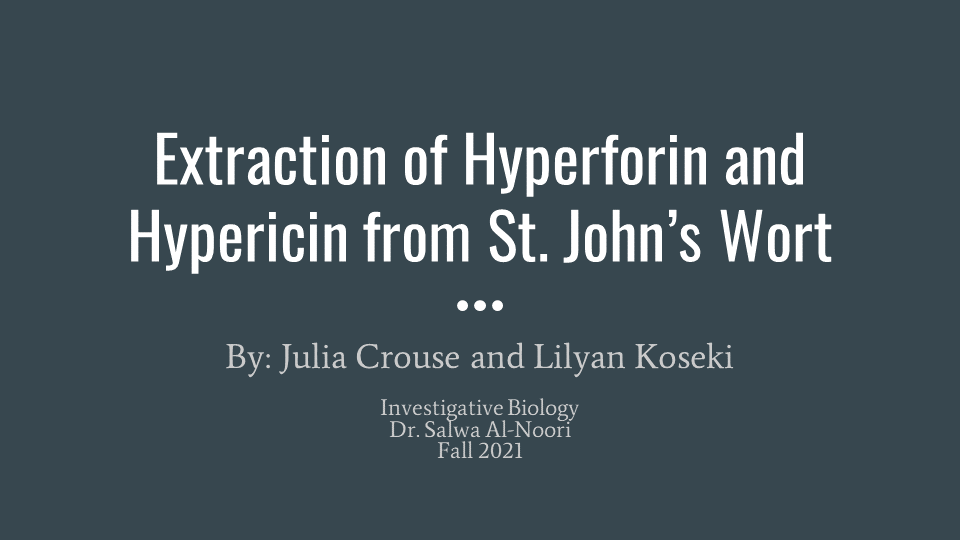 Extraction of Hyperforin and
Hypericin from St. John’s Wort
By: Julia Crouse and Lilyan Koseki
Investigative Biology
Dr. Salwa Al-Noori
Fall 2021